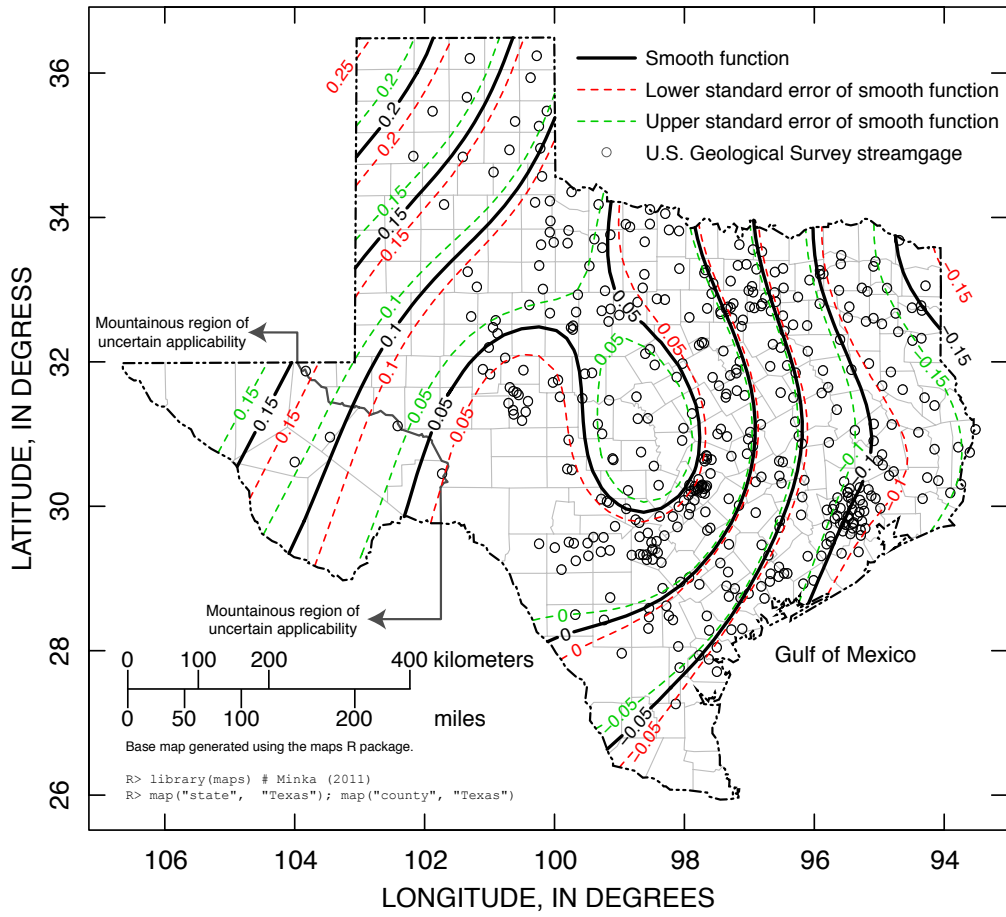 Smooth function
Lower standard error of smooth function
Upper standard error of smooth function
U.S. Geological Survey streamgage
36
34
32
30
28
26
LATITUDE, IN DEGREE
0.25
0.2
0.2
0.2
0.15
0.15
−0.15
0.1
0.1
0.1
0.05
0.05
0.05
0.05
0.05
0.05
−0.15
−0.15
−0.15
Mountainous region of
uncertain applicability
0.15
0.15
0.15
−0.1
−0.1
−0.1
Mountainous region of
uncertain applicability
0
0
0
−0.05
−0.05
−0.05
Gulf of Mexico
0 100 200 400 kilometers
0 50 100 200 miles
Base map generated using the maps R package.
R> library(maps) # Minka (2011)
R> map("state", "Texas"); map("county", "Texas")
106 104 102 100 98 96 94
LONGITUDE, IN DEGREES